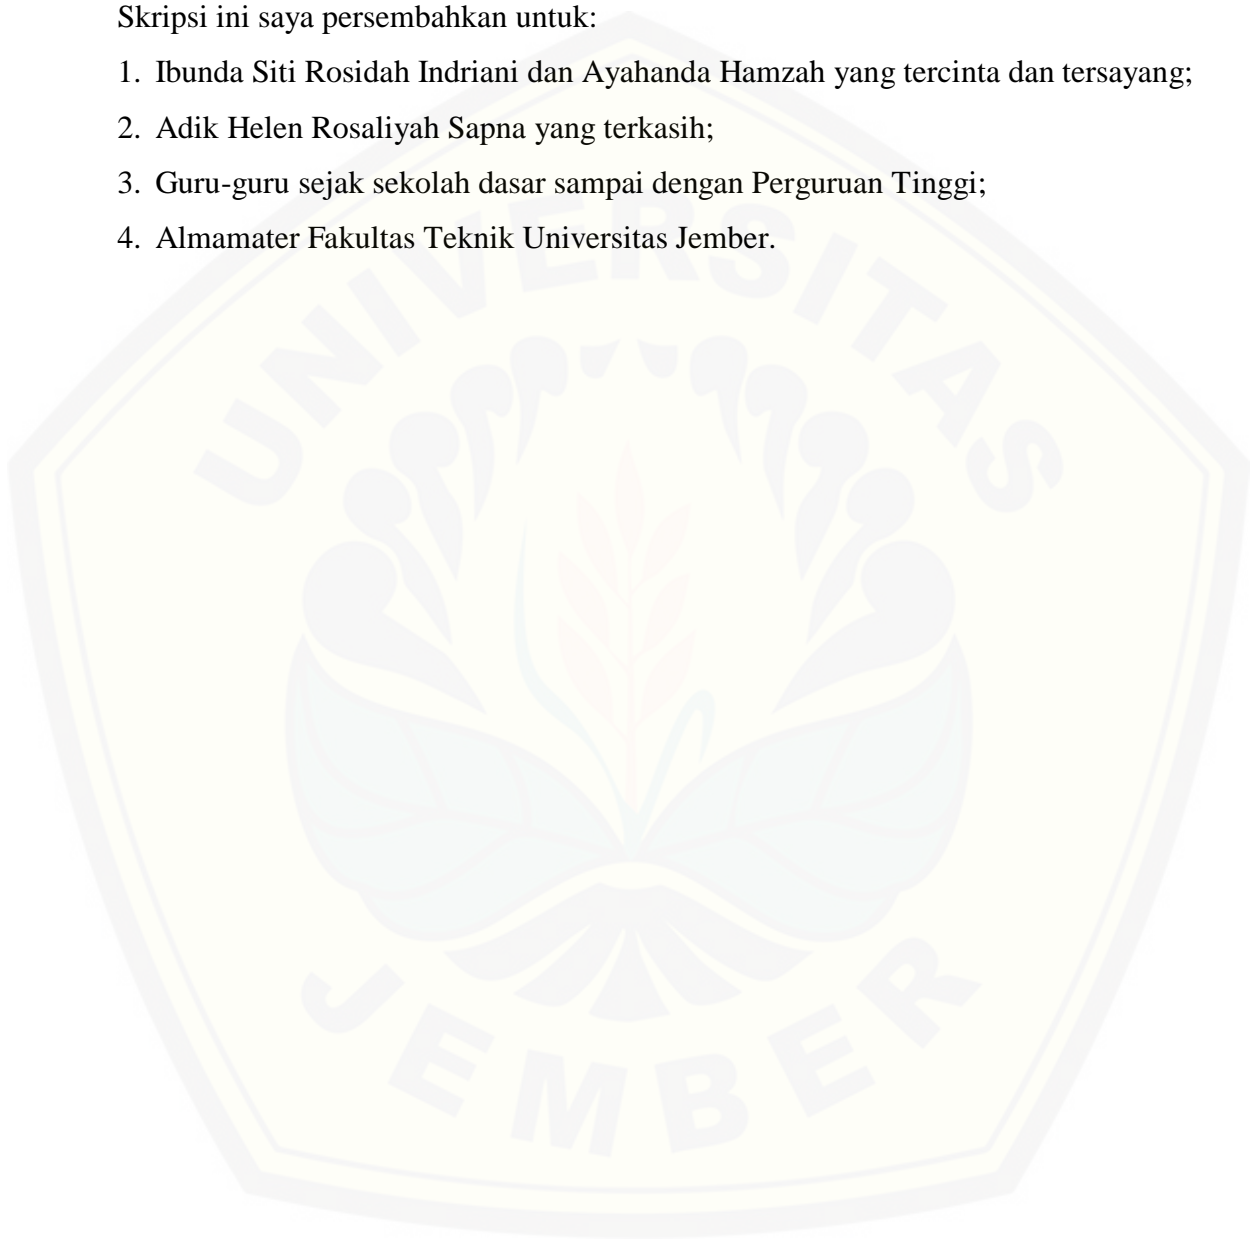 Skripsi ini saya persembahkan untuk:
1. Ibunda Siti Rosidah Indriani dan Ayahanda Hamzah yang tercinta dan tersayang;
2. Adik Helen Rosaliyah Sapna yang terkasih;
3. Guru-guru sejak sekolah dasar sampai dengan Perguruan Tinggi;
4. Almamater Fakultas Teknik Universitas Jember.
UNIVERSITAS
JEMBER